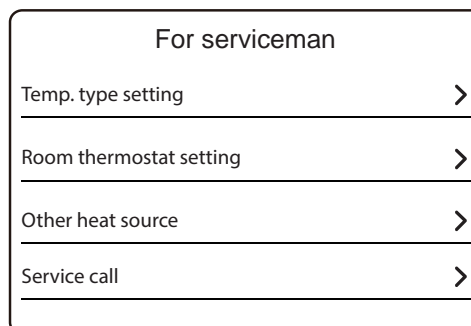 For serviceman
Temp. type setting
Room thermostat setting
Other heat source
Service call